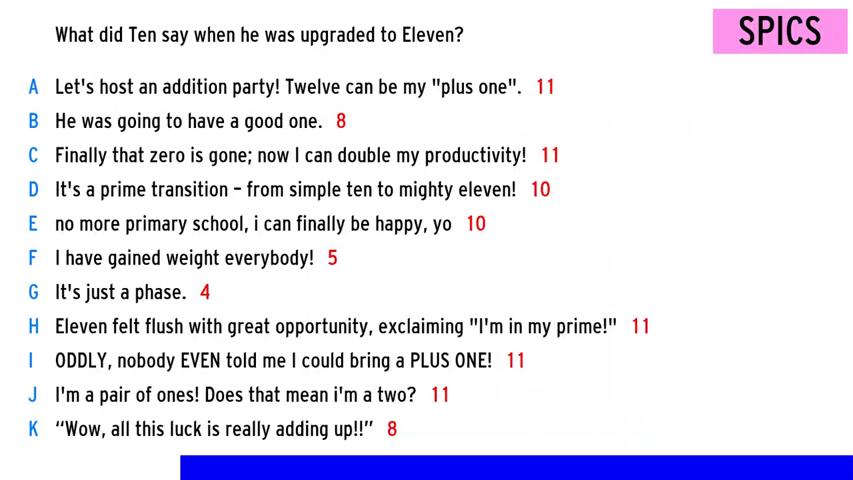 What did Ten say when he was upgraded to Eleven?
SPICS
A Let's host an addition party! Twelve can be my "plus one". 11
B He was going to have a good one. 8
C Finally that zero is gone; now I can double my productivity! 11
D It's a prime transition – from simple ten to mighty eleven! 10
E no more primary school, i can finally be happy, yo 10
F I have gained weight everybody! 5
G It's just a phase. 4
H Eleven felt flush with great opportunity, exclaiming "I'm in my prime!" 11
I ODDLY, nobody EVEN told me I could bring a PLUS ONE! 11
J I'm a pair of ones! Does that mean i'm a two? 11
K “Wow, all this luck is really adding up!!” 8